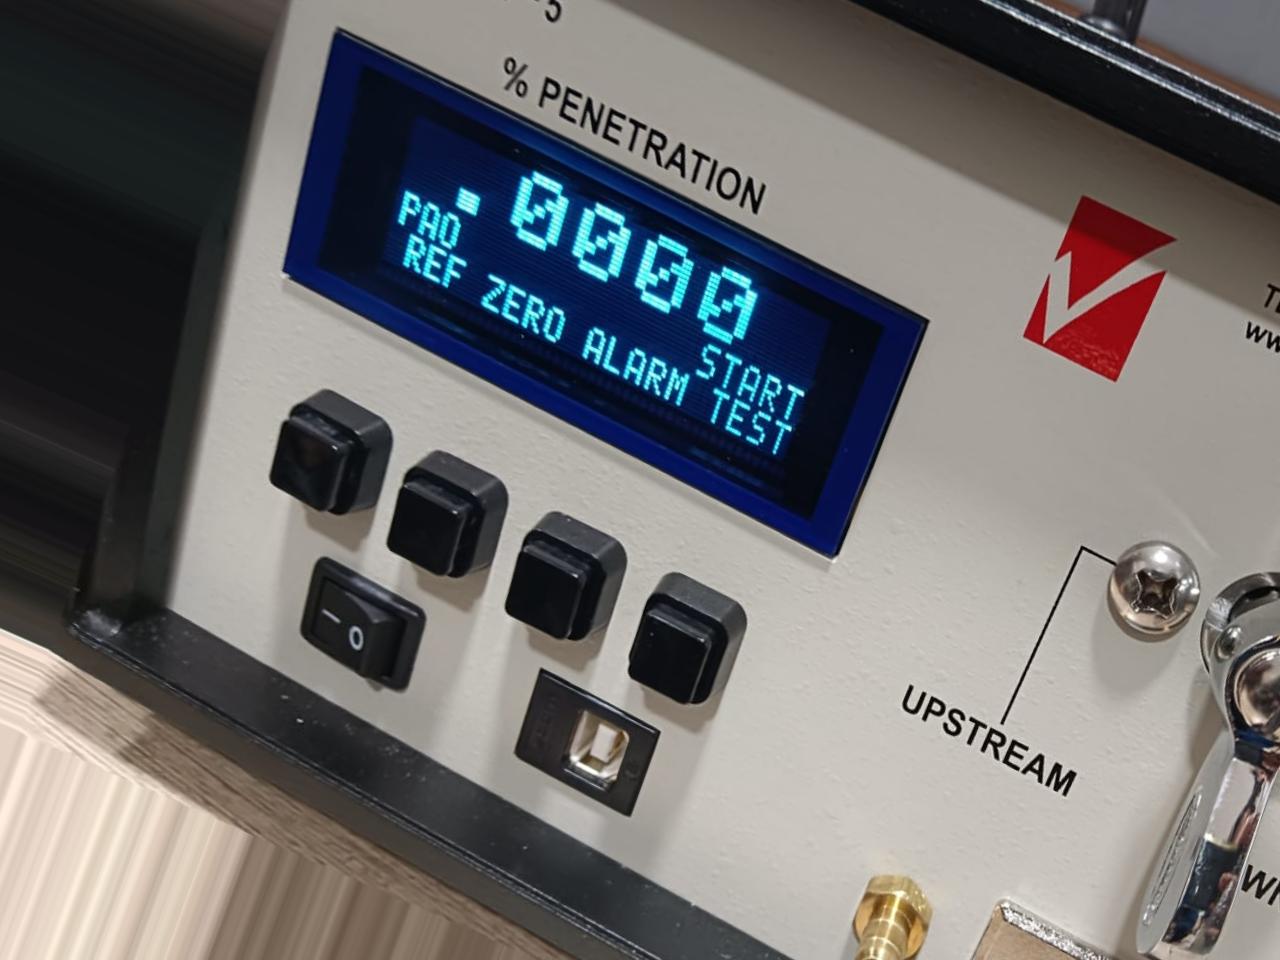 % PENETRATION
.0000
PAO
START
REF ZERO ALARM TEST
UPSTREAM